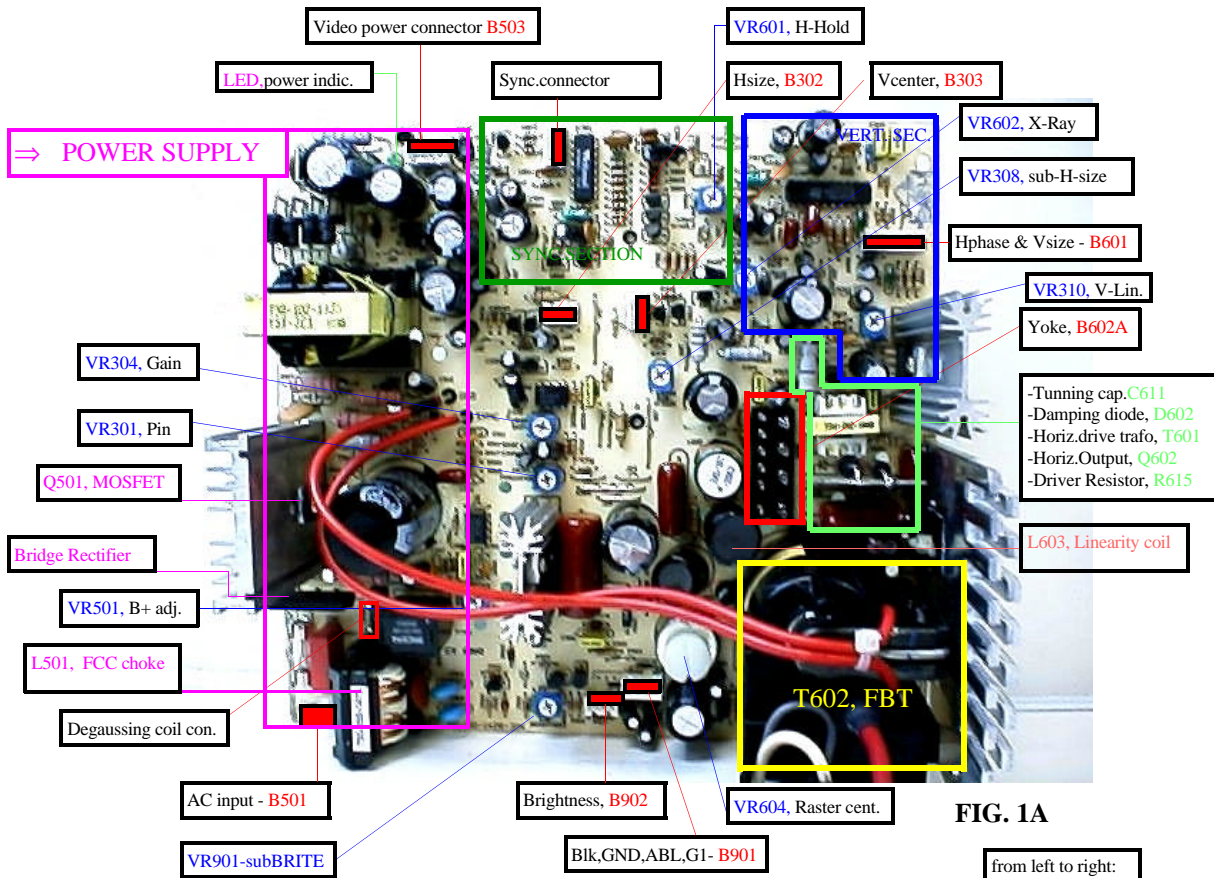 Video power connector B503
VR601, H-Hold
LED,power indic.
Sync.connector
Hsize, B302
Vcenter, B303
VR602, X-Ray
VERT. SEC.
⇒ POWER SUPPLY
VR308, sub-H-size
Hphase & Vsize - B601
SYNC SECTION
VR310, V-Lin.
Yoke, B602A
VR304, Gain
-Tunning cap.C611
-Damping diode, D602
-Horiz.drive trafo, T601
-Horiz.Output, Q602
-Driver Resistor, R615
VR301, Pin
Q501, MOSFET
L603, Linearity coil
Bridge Rectifier
VR501, B+ adj.
L501, FCC choke
T602, FBT
Degaussing coil con.
AC input - B501
Brightness, B902
VR604, Raster cent.
FIG. 1A
VR901-subBRITE
Blk,GND,ABL,G1- B901
from left to right: